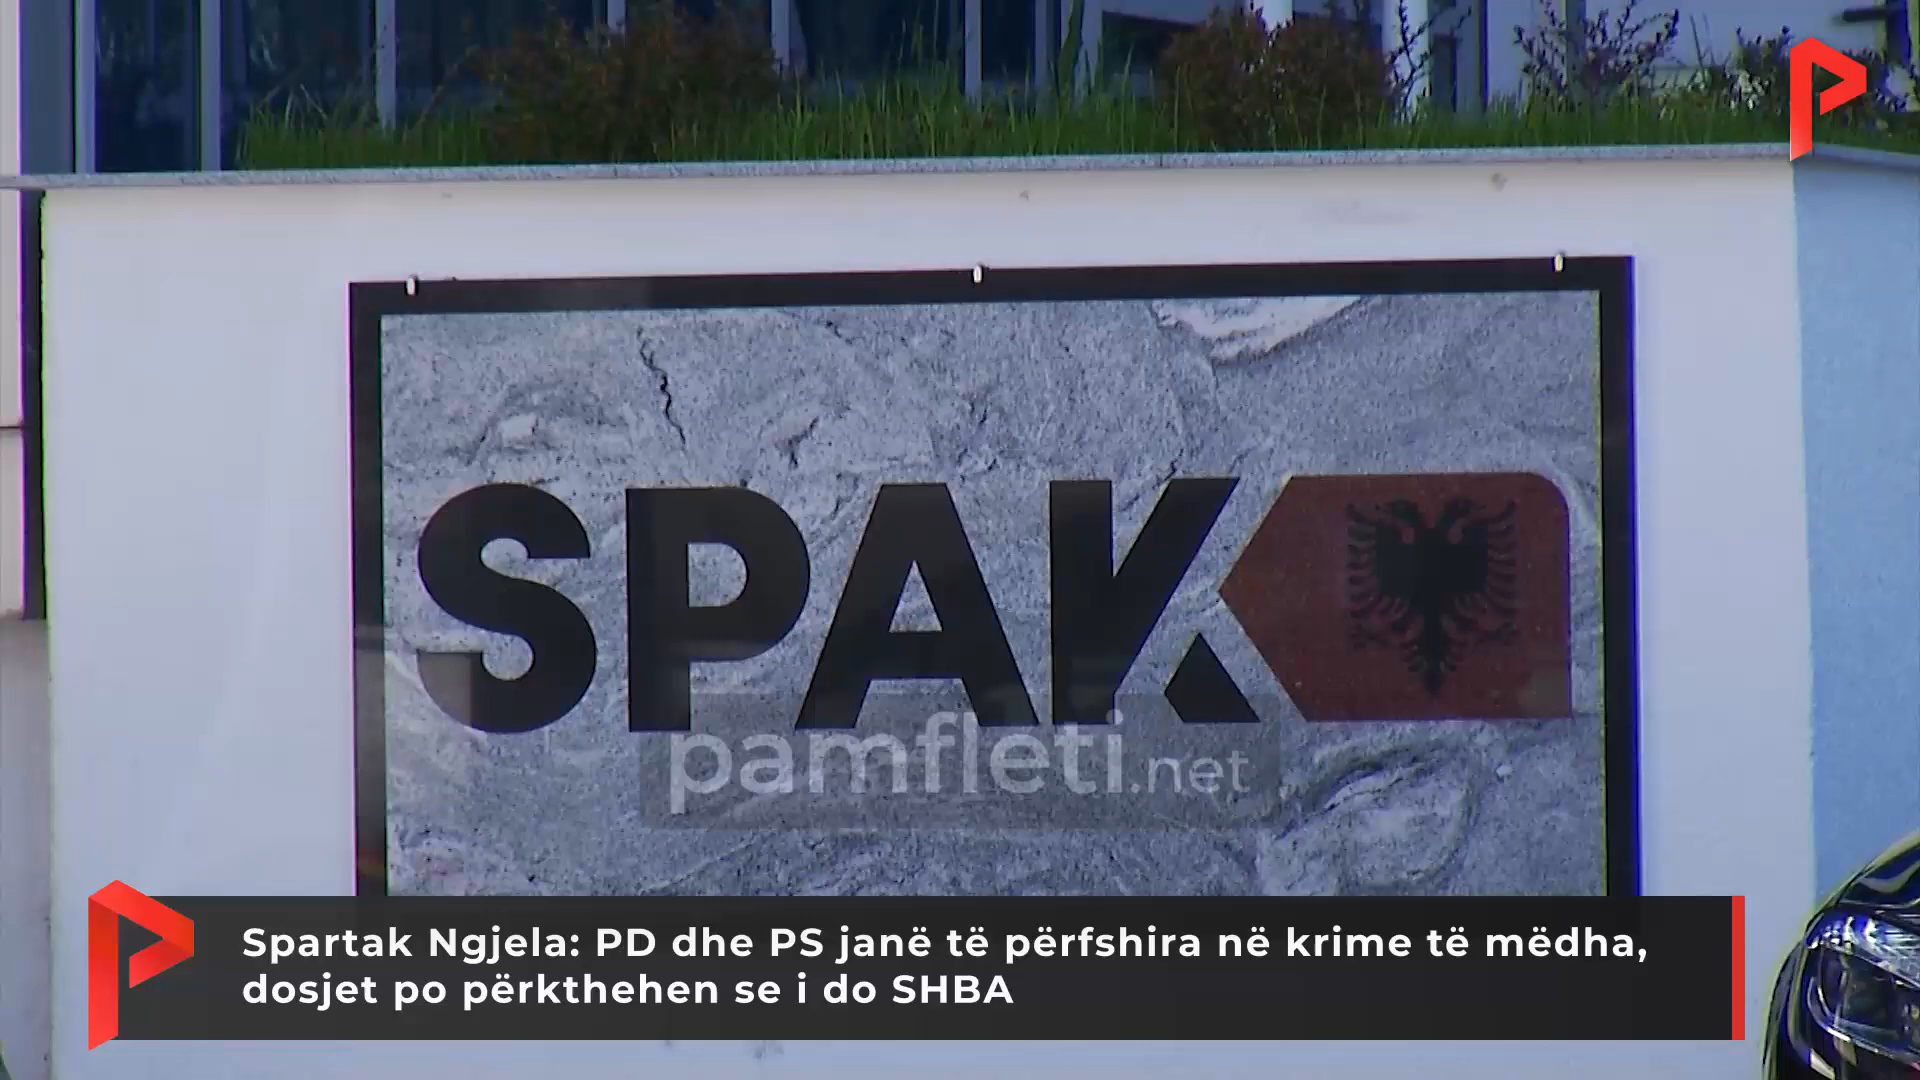 SPAK
pamfleti.net
Spartak Ngjela: PD dhe PS janë të përfshira në krime të mëdha,
dosjet po përkthehen se i do SHBA